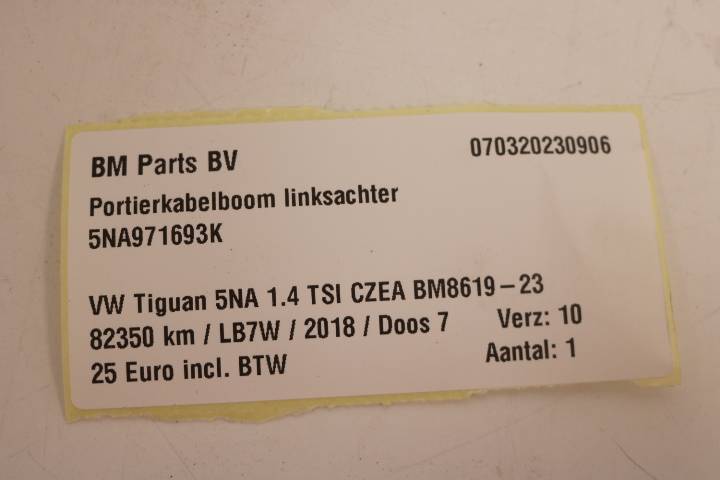 BM Parts BV 070320230906
Portierkabelboom linksachter
5NA971693K
VW Tiguan 5NA 1.4 TSI CZEA BM8619-23
82350 km / LB7W / 2018 / Doos 7 Verz: 10
25 Euro incl. BTW Aantal: 1